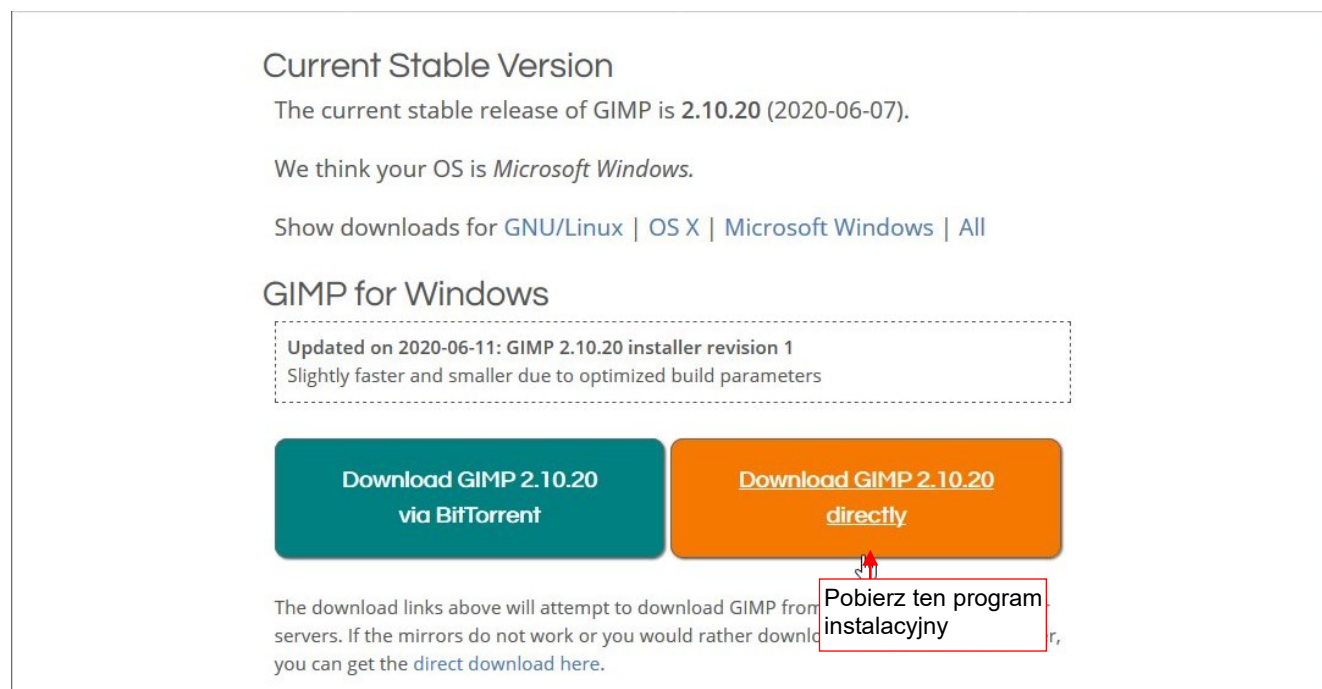 Current Stable Version
The current stable release of GIMP is 2.10.20 (2020-06-07).
We think your OS is Microsoft Windows.
Show downloads for GNU/Linux | OS X | Microsoft Windows | All
GIMP for Windows
Updated on 2020-06-11: GIMP 2.10.20 installer revision 1
Slightly faster and smaller due to optimized build parameters
Download GIMP 2.10.20
via BitTorrent
Download GIMP 2.10.20
directly
Pobierz ten program
instalacyjny
The download links above will attempt to download GIMP from
servers. If the mirrors do not work or you would rather
you can get the direct download here.